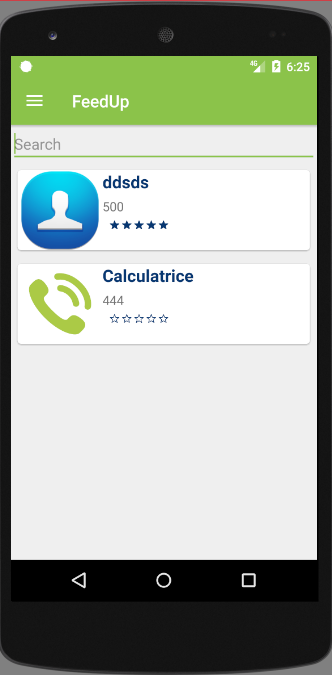 4G 6:25
FeedUp
Search
ddsds
500
Calculatrice
444